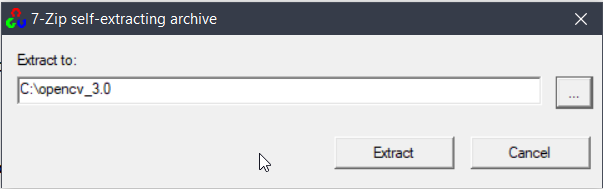 7-Zip self-extracting archive
Extract to:
C:\opencv_3.0
...
Extract
Cancel